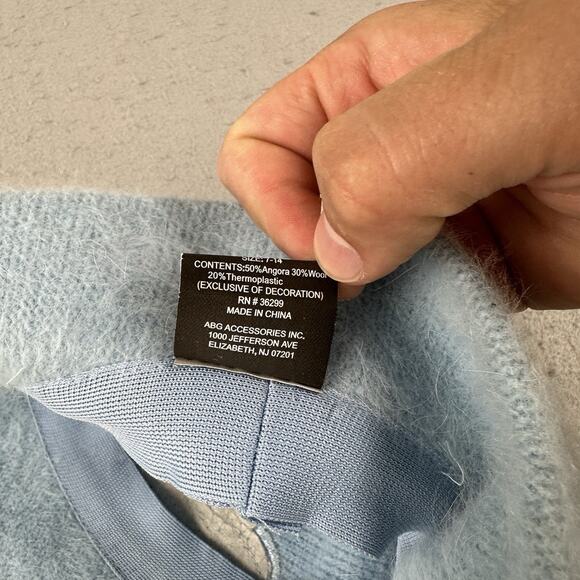 SIZE: 7-14
CONTENTS:50%Angora 30%Wool
20%Thermoplastic
(EXCLUSIVE OF DECORATION)
RN # 36299
MADE IN CHINA
ABG ACCESSORIES INC.
1000 JEFFERSON AVE
ELIZABETH, NJ 07201